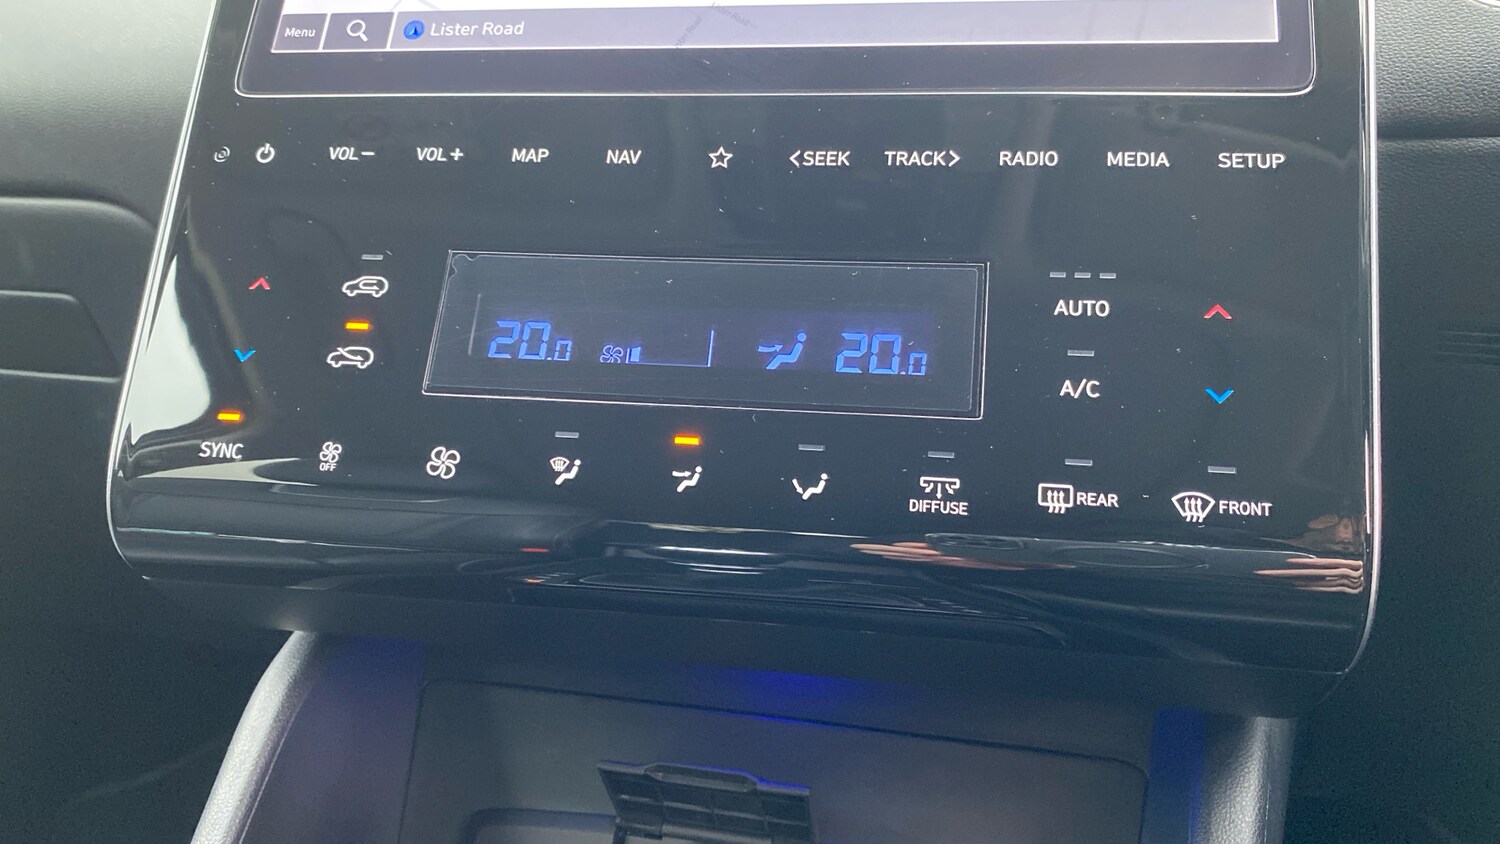 Menu
Lister Road
VOL− VOL+ MAP NAV <SEEK TRACK> RADIO MEDIA SETUP
20.0 20.0
AUTO
A/C
SYNC
OFF
DIFFUSE
REAR
FRONT